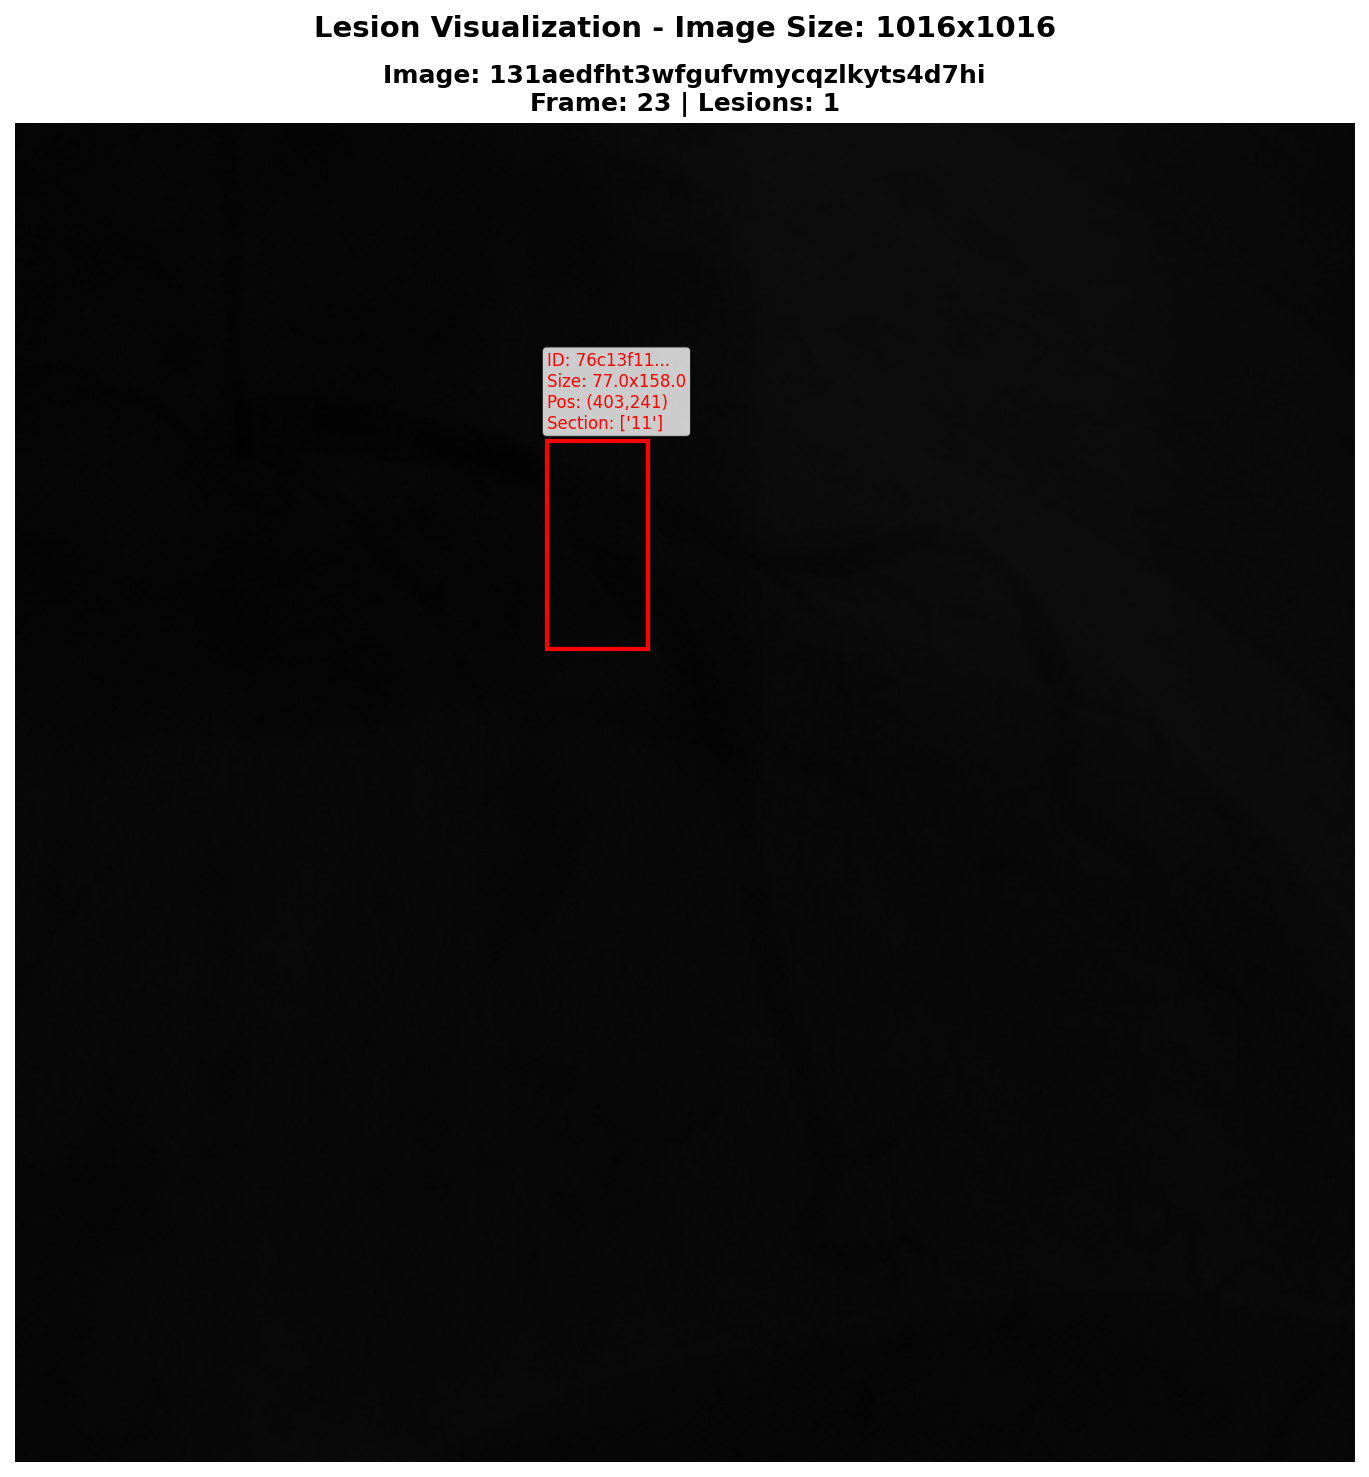 Lesion Visualization - Image Size: 1016x1016
Image: 131aedfht3wfgufvmycqzlkyts4d7hi
Frame: 23 | Lesions: 1
ID: 76c13f11...
Size: 77.0x158.0
Pos: (403,241)
Section: ['11']